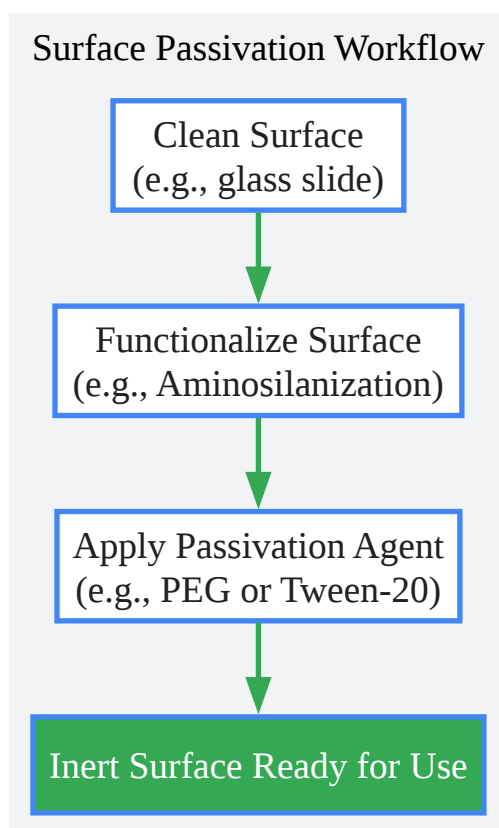 Surface Passivation Workflow
Clean Surface
(e.g., glass slide)
Functionalize Surface
(e.g., Aminosilanization)
Apply Passivation Agent
(e.g., PEG or Tween-20)
Inert Surface Ready for Use